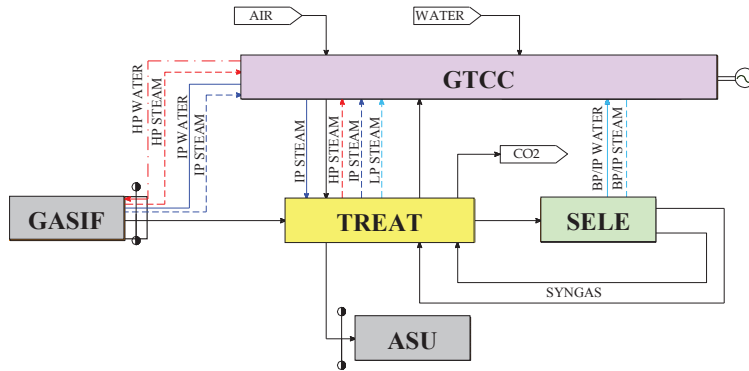 AIR
WATER
GTCC
HP WATER
HP STEAM
IP WATER
IP STEAM
IP STEAM
HP STEAM
IP STEAM
LP STEAM
BP/IP WATER
BP/IP STEAM
CO2
GASIF
TREAT
SELE
SYNGAS
ASU